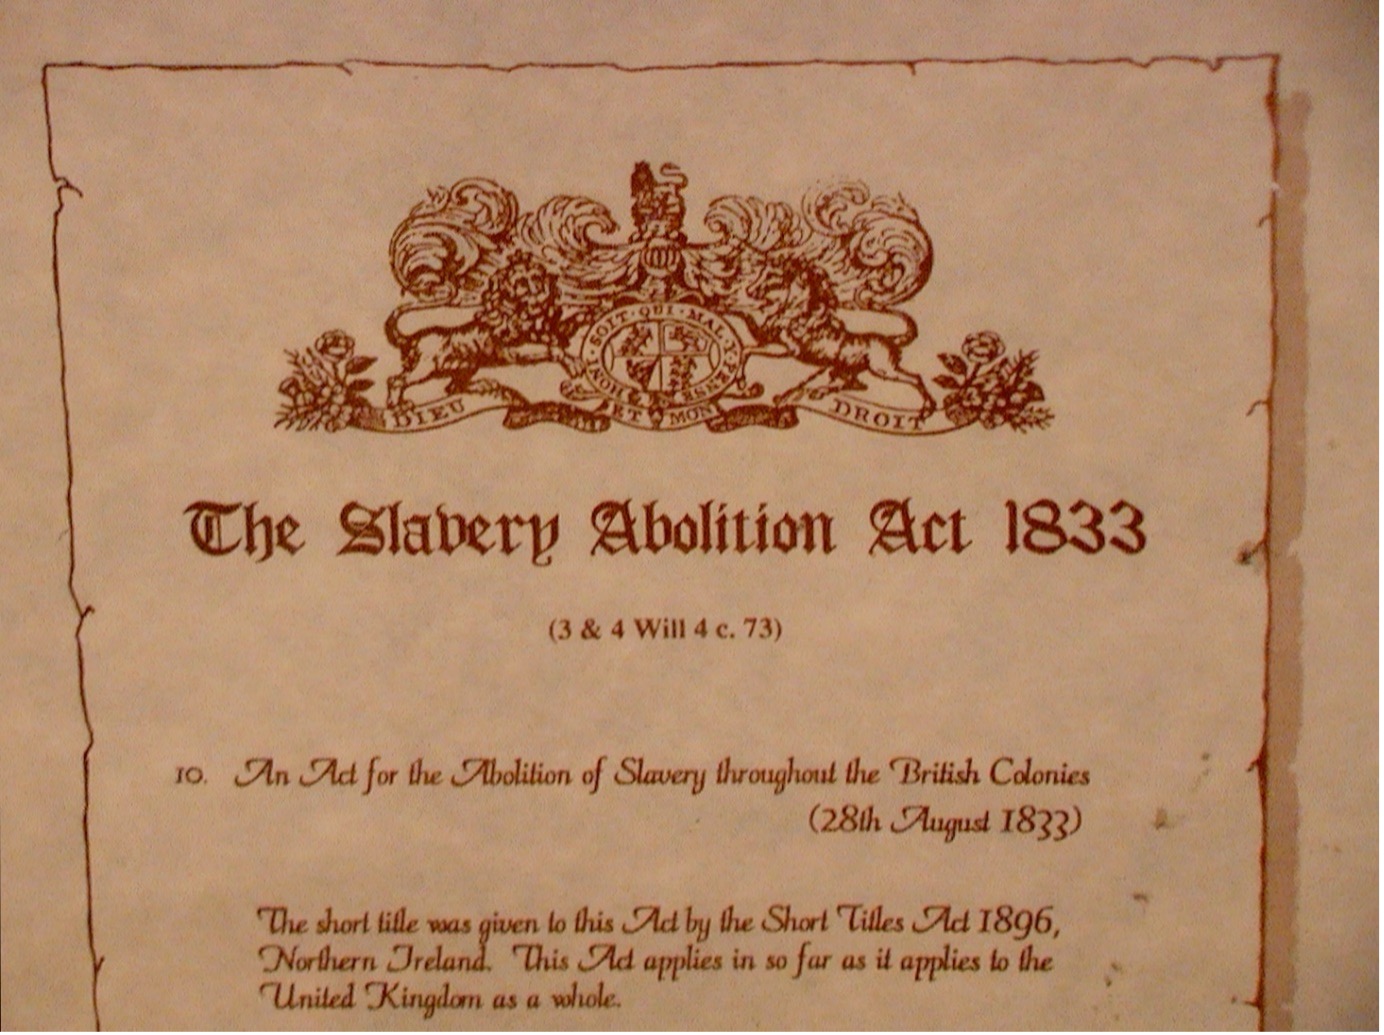 HONI · SOIT · QUI · MAL · Y · PENSE
DIEU ET MON DROIT
The Slavery Abolition Act 1833
(3 & 4 Will 4 c. 73)
10. An Act for the Abolition of Slavery throughout the British Colonies
(28th August 1833)
The short title was given to this Act by the Short Titles Act 1896,
Northern Ireland. This Act applies in so far as it applies to the
United Kingdom as a whole.